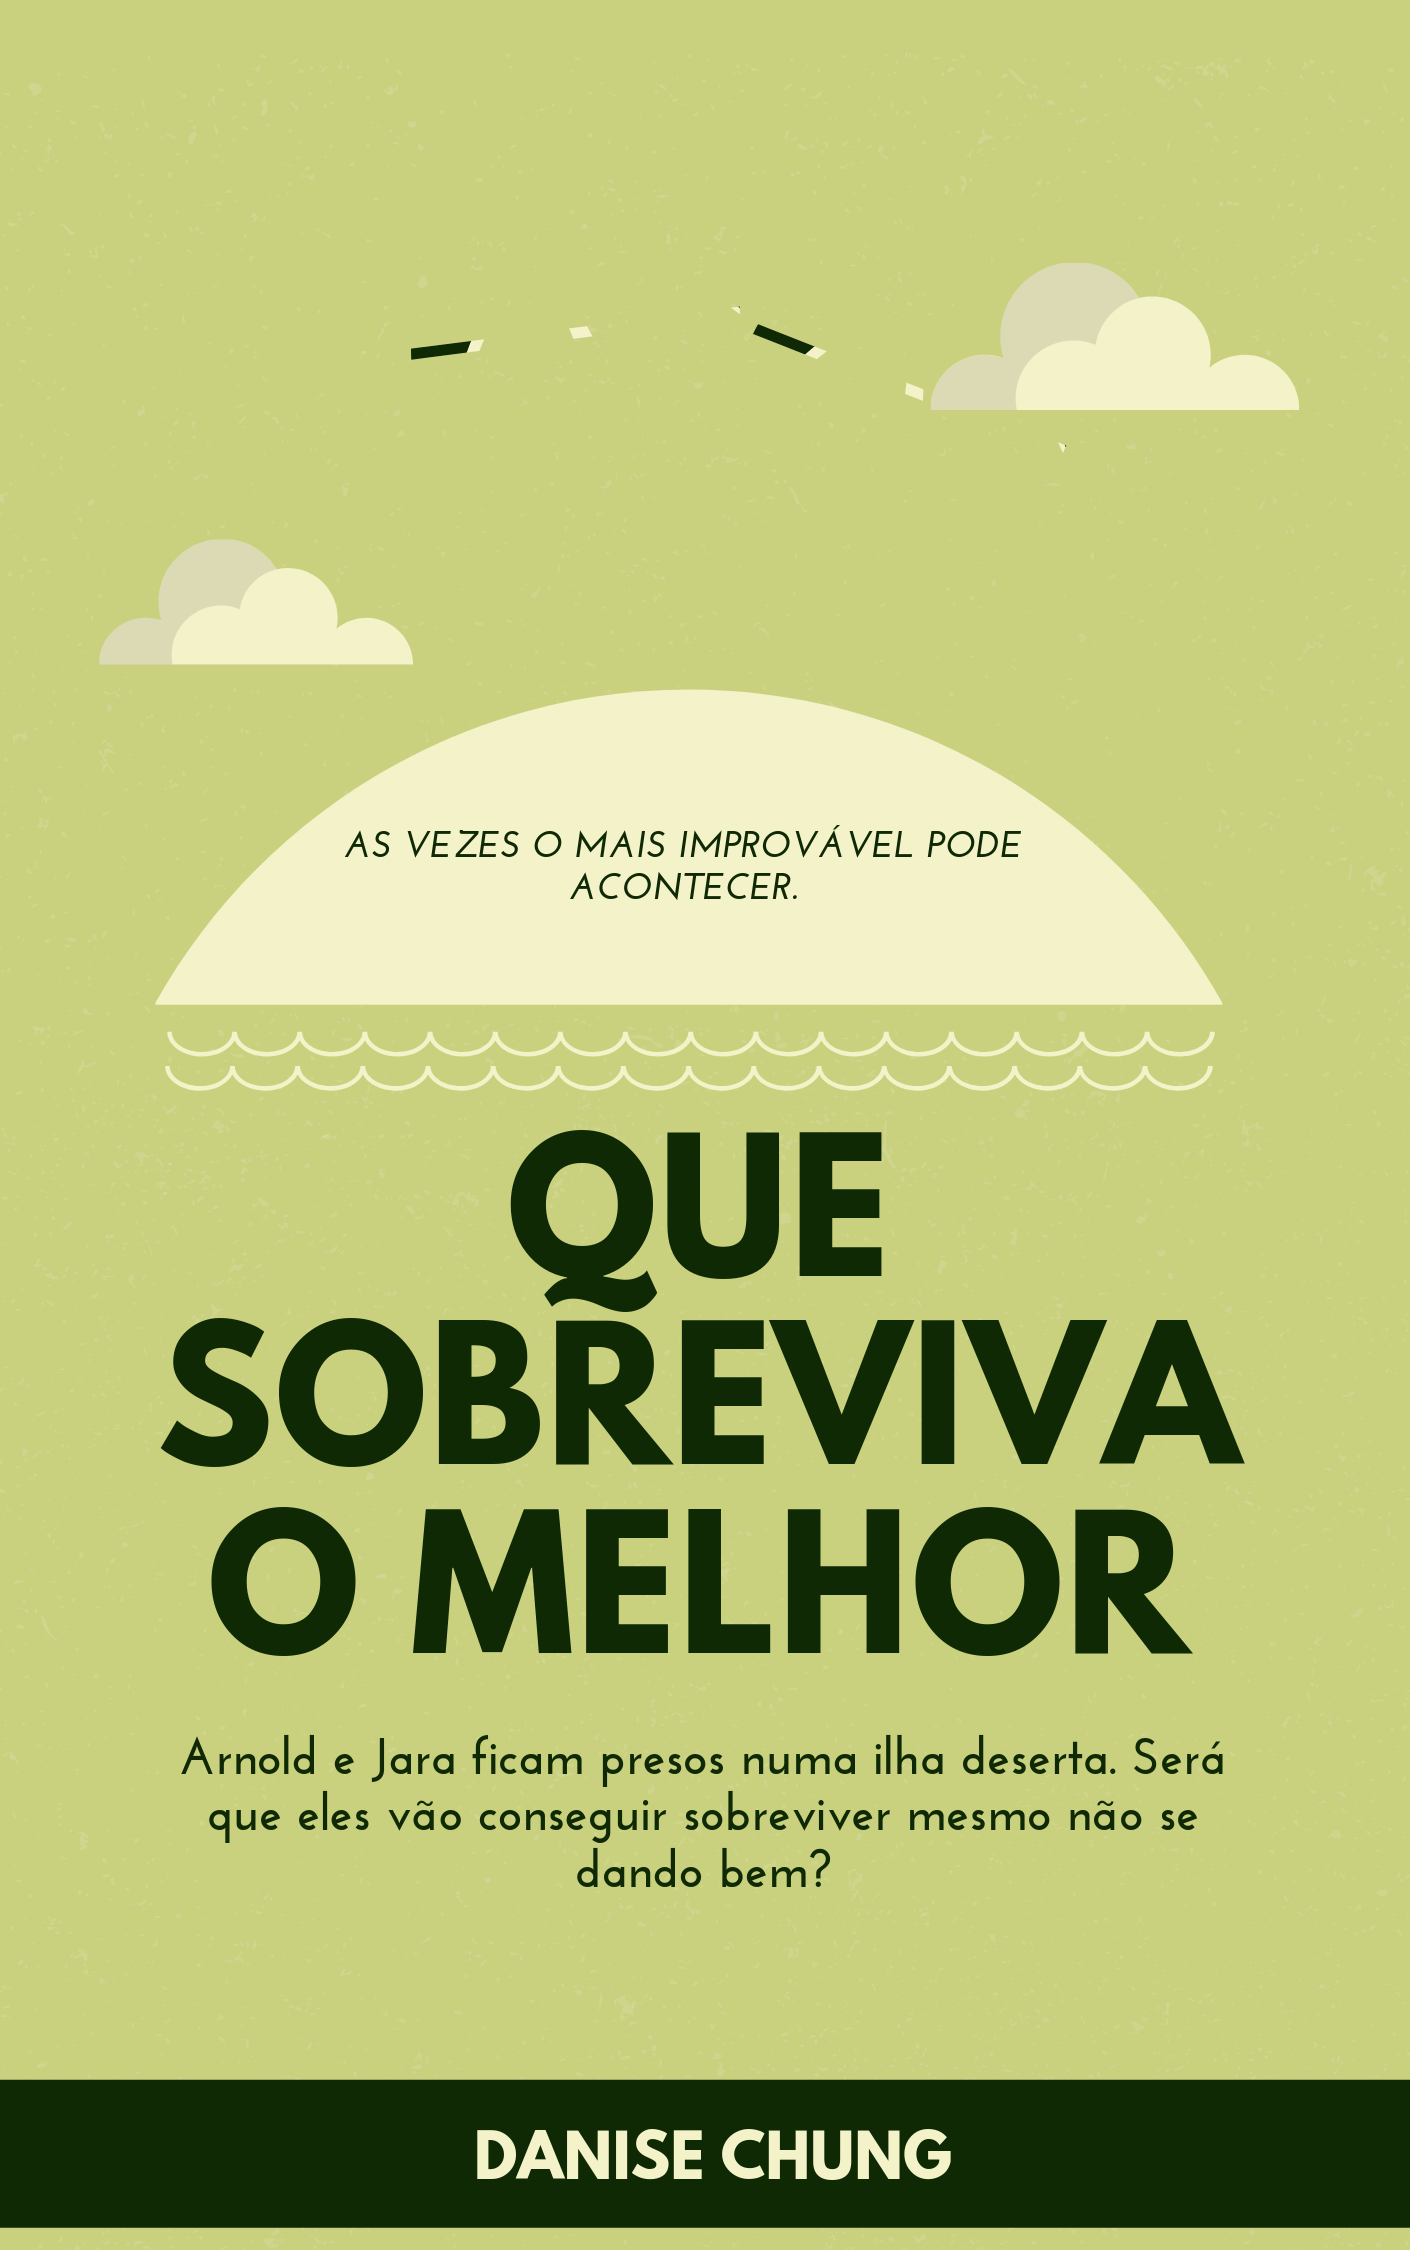 AS VEZES O MAIS IMPROVÁVEL PODE
ACONTECER.
QUE
SOBREVIVA
O MELHOR
Arnold e Jara ficam presos numa ilha deserta. Será
que eles vão conseguir sobreviver mesmo não se
dando bem?
DANISE CHUNG